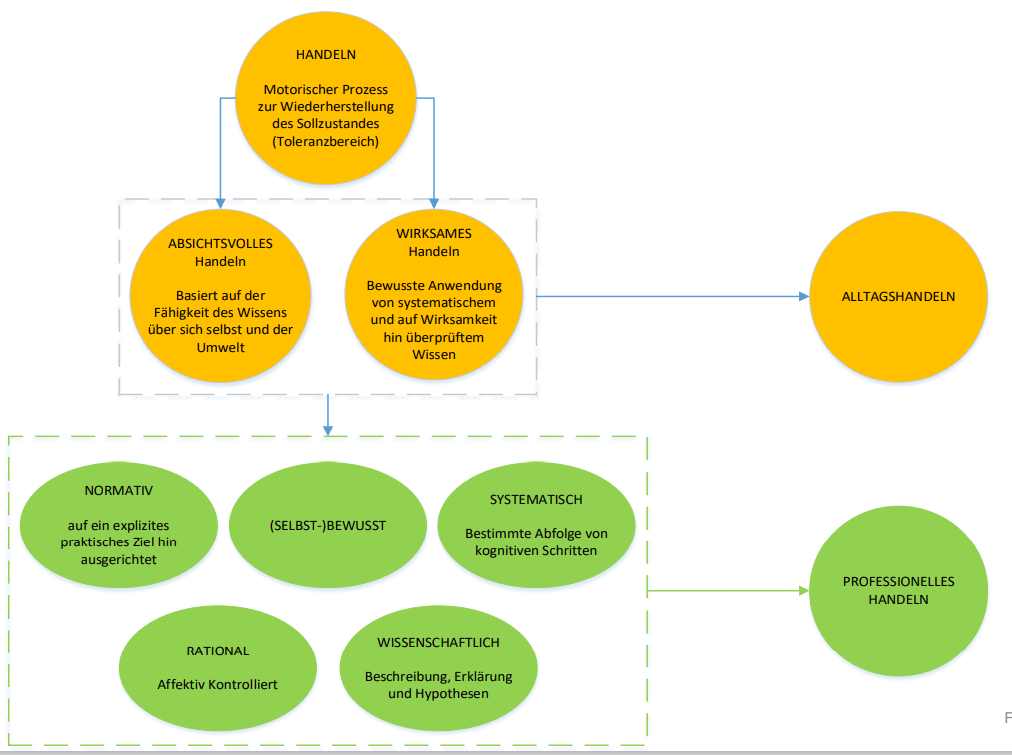 HANDELN
Motorischer Prozess
zur Wiederherstellung
des Sollzustandes
(Toleranzbereich)
ABSICHTSVOLLES
Handeln
Basiert auf der
Fähigkeit des Wissens
über sich selbst und der
Umwelt
WIRKSAMES
Handeln
Bewusste Anwendung
von systematischem
und auf Wirksamkeit
hin überprüftem
Wissen
ALLTAGSHANDELN
NORMATIV
auf ein explizites
praktisches Ziel hin
ausgerichtet
(SELBST-)BEWUSST
SYSTEMATISCH
Bestimmte Abfolge von
kognitiven Schritten
RATIONAL
Affektiv Kontrolliert
WISSENSCHAFTLICH
Beschreibung, Erklärung
und Hypothesen
PROFESSIONELLES
HANDELN
F